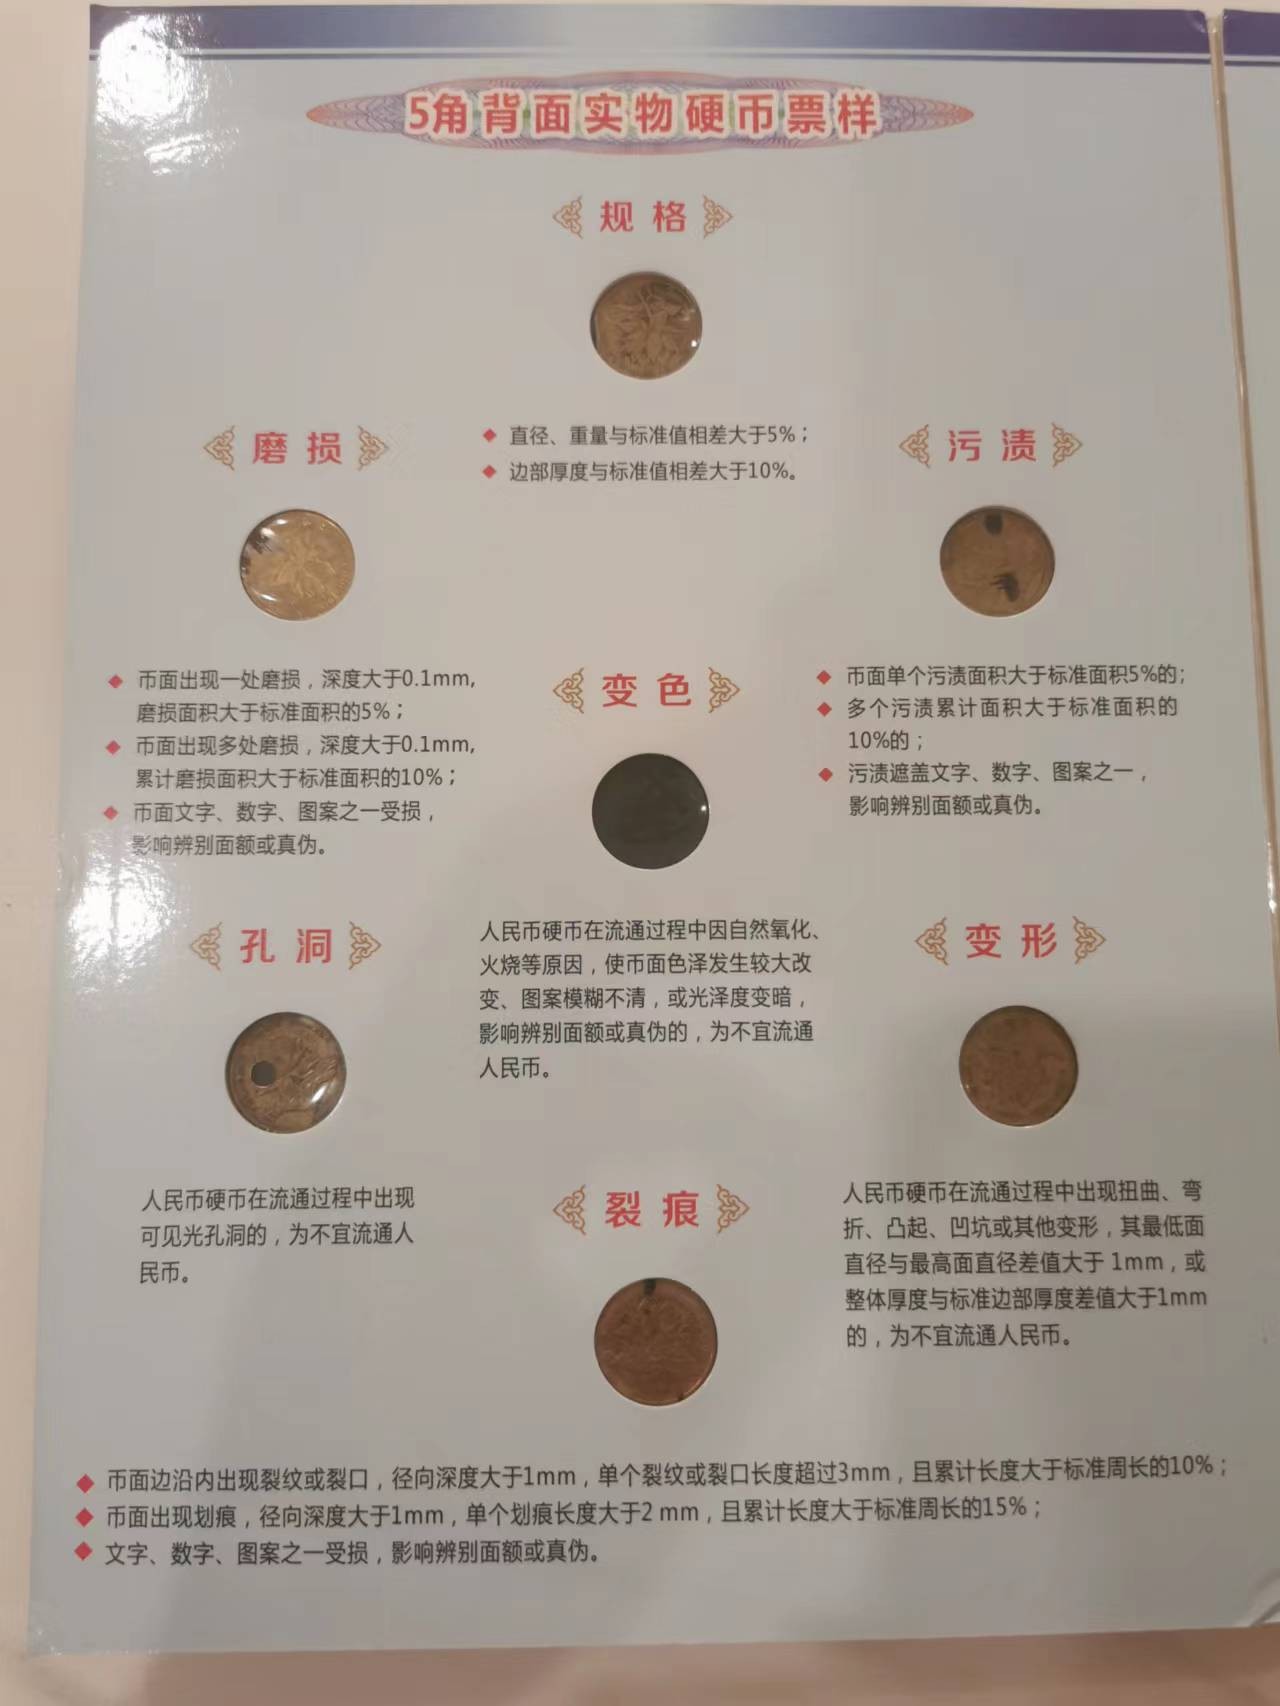 5角背面实物硬币票样
规格
直径、重量与标准值相差大于5%；
边部厚度与标准值相差大于10%。
磨损
币面出现一处磨损，深度大于0.1mm,
磨损面积大于标准面积的5%；
币面出现多处磨损，深度大于0.1mm,
累计磨损面积大于标准面积的10%；
币面文字、数字、图案之一受损，
影响辨别面额或真伪。
污渍
币面单个污渍面积大于标准面积5%的；
多个污渍累计面积大于标准面积的
10%的；
污渍遮盖文字、数字、图案之一，
影响辨别面额或真伪。
变色
人民币硬币在流通过程中因自然氧化、
火烧等原因，使币面色泽发生较大改
变、图案模糊不清，或光泽度变暗，
影响辨别面额或真伪的，为不宜流通
人民币。
孔洞
人民币硬币在流通过程中出现
可见光孔洞的，为不宜流通人
民币。
变形
人民币硬币在流通过程中出现扭曲、弯
折、凸起、凹坑或其他变形，其最低面
直径与最高面直径差值大于 1mm，或
整体厚度与标准边部厚度差值大于1mm
的，为不宜流通人民币。
裂痕
币面边沿内出现裂纹或裂口，径向深度大于1mm，单个裂纹或裂口长度超过3mm，且累计长度大于标准周长的10%；
币面出现划痕，径向深度大于1mm，单个划痕长度大于2 mm，且累计长度大于标准周长的15%；
文字、数字、图案之一受损，影响辨别面额或真伪。